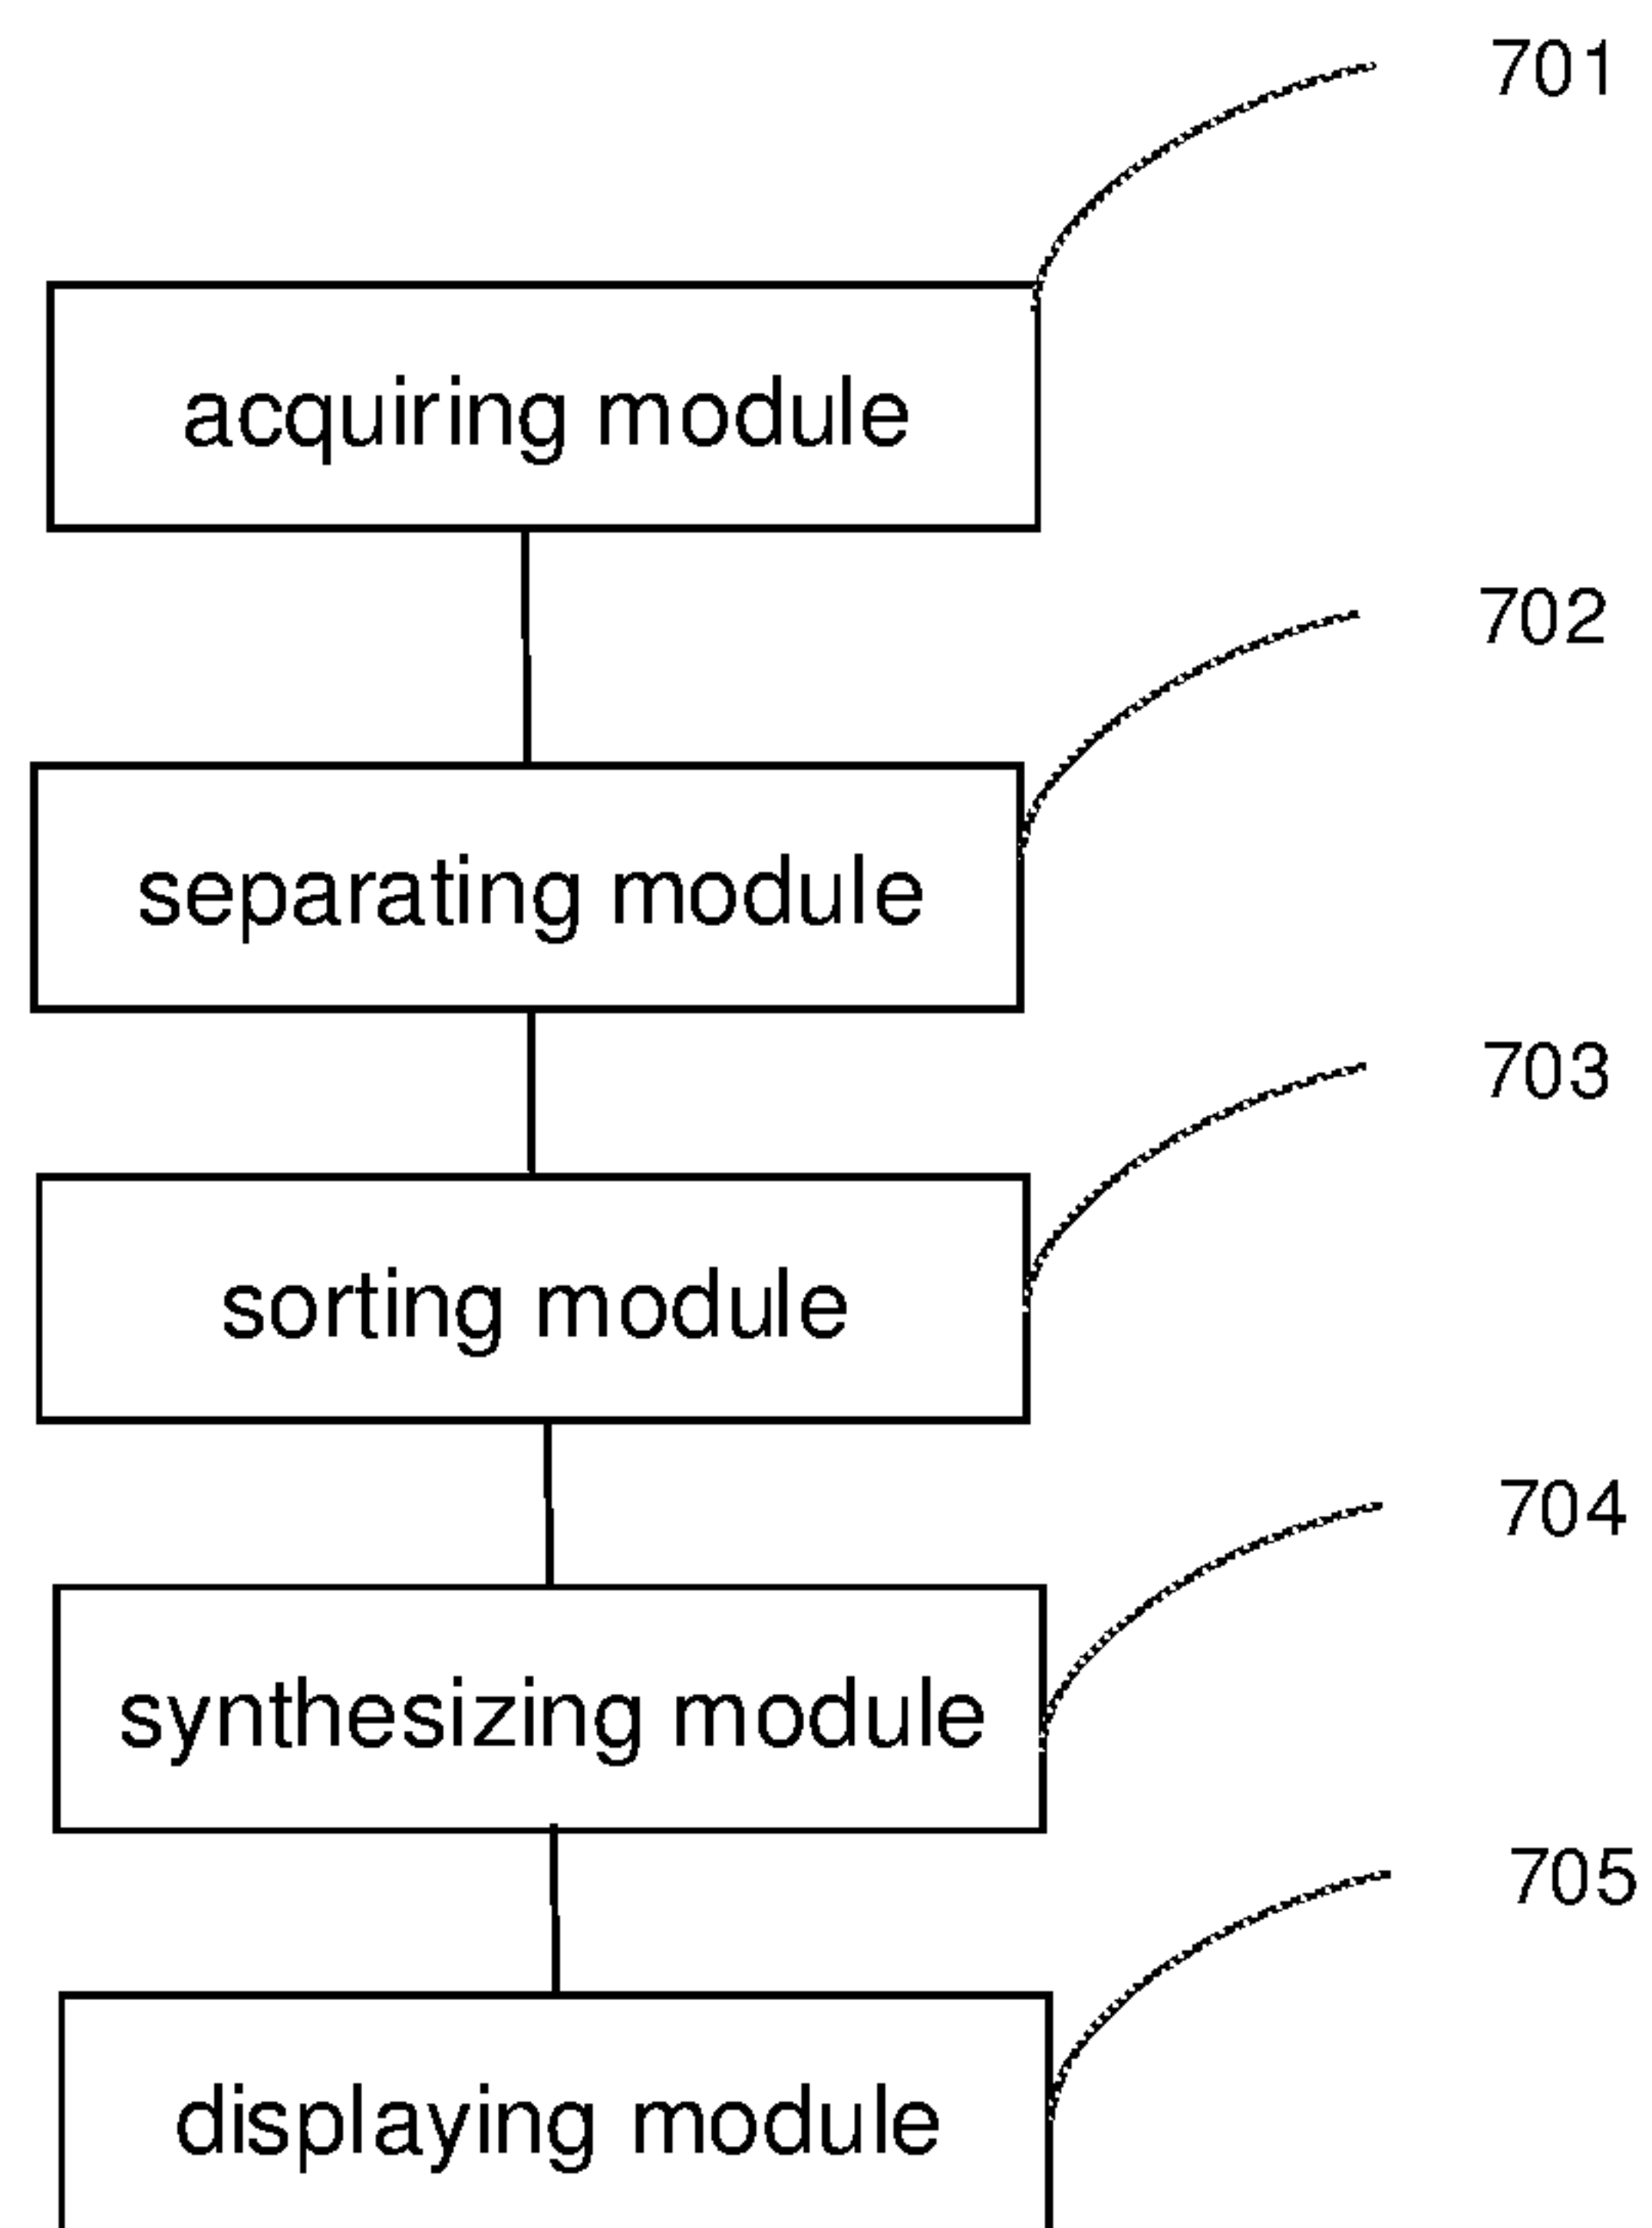 701
acquiring module
702
separating module
703
sorting module
704
synthesizing module
705
displaying module